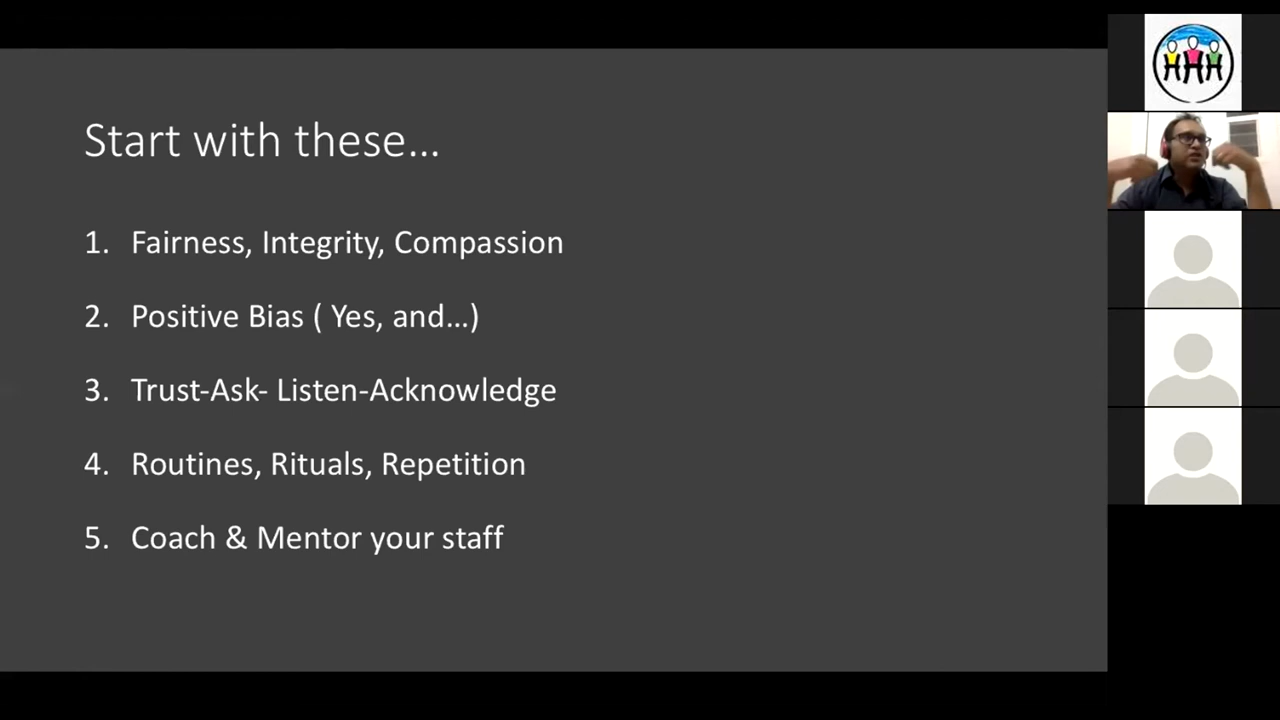 Start with these...
1. Fairness, Integrity, Compassion
2. Positive Bias ( Yes, and...)
3. Trust-Ask- Listen-Acknowledge
4. Routines, Rituals, Repetition
5. Coach & Mentor your staff